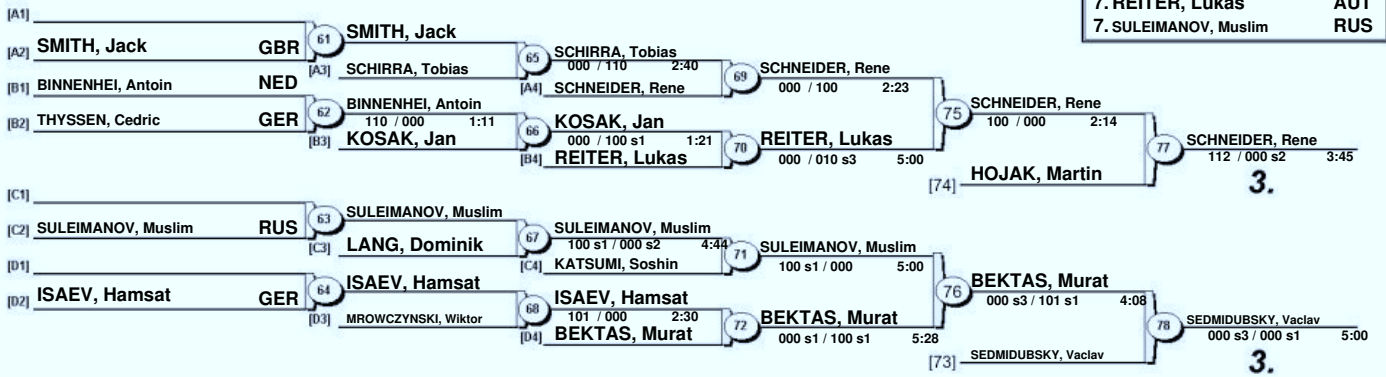 7. REITER, Lukas AUT
7. SULEIMANOV, Muslim RUS
[A1]
[A2] SMITH, Jack GBR
61
SMITH, Jack
[A3] SCHIRRA, Tobias
65
SCHIRRA, Tobias
000 / 110 2:40
[A4] SCHNEIDER, Rene
69
SCHNEIDER, Rene
000 / 100 2:23
[B1] BINNENHEI, Antoin NED
[B2] THYSSEN, Cedric GER
62
BINNENHEI, Antoin
110 / 000 1:11
[B3] KOSAK, Jan
66
KOSAK, Jan
000 / 100 s1 1:21
[B4] REITER, Lukas
70
REITER, Lukas
000 / 010 s3 5:00
75
SCHNEIDER, Rene
100 / 000 2:14
[74] HOJAK, Martin
77
SCHNEIDER, Rene
112 / 000 s2 3:45
3.
[C1]
[C2] SULEIMANOV, Muslim RUS
63
SULEIMANOV, Muslim
[C3] LANG, Dominik
67
SULEIMANOV, Muslim
100 s1 / 000 s2 4:44
[C4] KATSUMI, Soshin
71
SULEIMANOV, Muslim
100 s1 / 000 5:00
[D1]
[D2] ISAEV, Hamsat GER
64
ISAEV, Hamsat
[D3] MROWCZYNSKI, Wiktor
68
ISAEV, Hamsat
101 / 000 2:30
[D4] BEKTAS, Murat
72
BEKTAS, Murat
000 s1 / 100 s1 5:28
76
BEKTAS, Murat
000 s3 / 101 s1 4:08
[73] SEDMIDUBSKY, Vaclav
78
SEDMIDUBSKY, Vaclav
000 s3 / 000 s1 5:00
3.